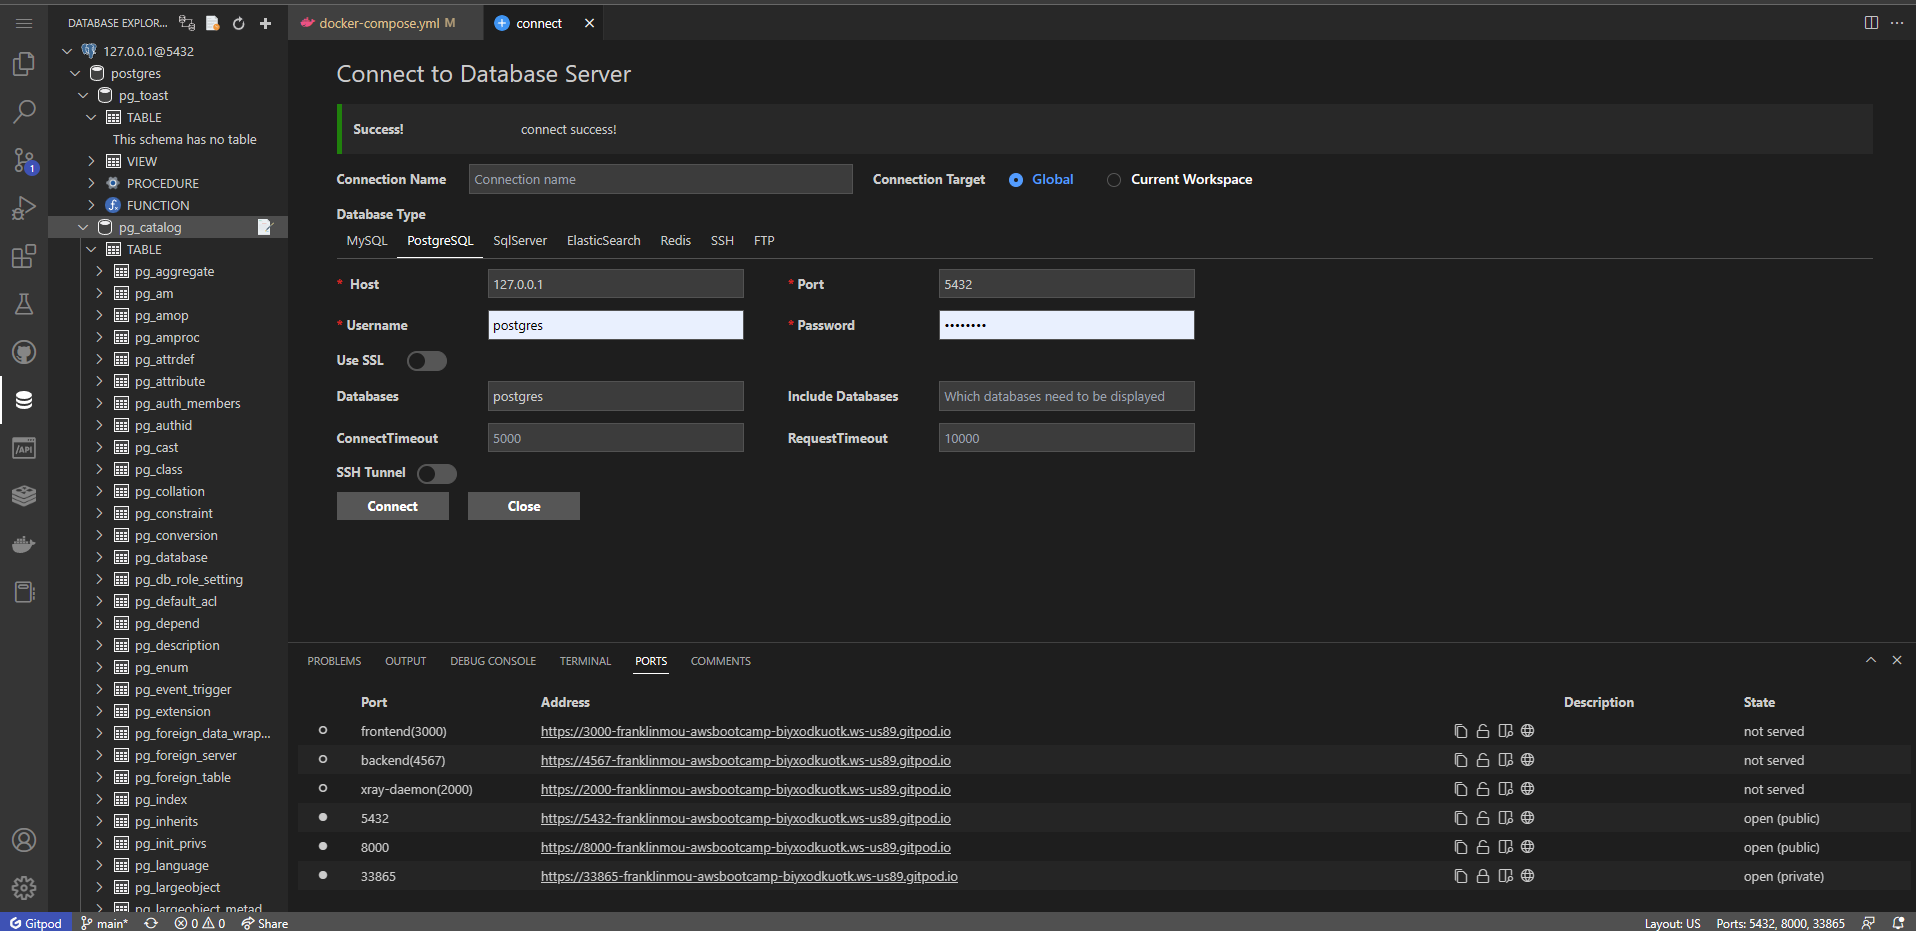 DATABASE EXPLOR...
127.0.0.1@5432
postgres
pg_toast
TABLE
This schema has no table
VIEW
PROCEDURE
FUNCTION
pg_catalog
TABLE
pg_aggregate
pg_am
pg_amop
pg_amproc
pg_attrdef
pg_attribute
pg_auth_members
pg_authid
pg_cast
pg_class
pg_collation
pg_constraint
pg_conversion
pg_database
pg_db_role_setting
pg_default_acl
pg_depend
pg_description
pg_enum
pg_event_trigger
pg_extension
pg_foreign_data_wrap...
pg_foreign_server
pg_foreign_table
pg_index
pg_inherits
pg_init_privs
pg_language
pg_largeobject
pg_largeobject_metad
1
/API
docker-compose.yml M
connect
Connect to Database Server
Success! connect success!
Connection Name Connection name Connection Target Global Current Workspace
Database Type
MySQL PostgreSQL SqlServer ElasticSearch Redis SSH FTP
* Host 127.0.0.1 * Port 5432
* Username postgres * Password ••••••••
Use SSL
Databases postgres Include Databases Which databases need to be displayed
ConnectTimeout 5000 RequestTimeout 10000
SSH Tunnel
Connect Close
PROBLEMS OUTPUT DEBUG CONSOLE TERMINAL PORTS COMMENTS
Port Address Description State
frontend(3000) https://3000-franklinmou-awsbootcamp-biyxodkuotk.ws-us89.gitpod.io not served
backend(4567) https://4567-franklinmou-awsbootcamp-biyxodkuotk.ws-us89.gitpod.io not served
xray-daemon(2000) https://2000-franklinmou-awsbootcamp-biyxodkuotk.ws-us89.gitpod.io not served
5432 https://5432-franklinmou-awsbootcamp-biyxodkuotk.ws-us89.gitpod.io open (public)
8000 https://8000-franklinmou-awsbootcamp-biyxodkuotk.ws-us89.gitpod.io open (public)
33865 https://33865-franklinmou-awsbootcamp-biyxodkuotk.ws-us89.gitpod.io open (private)
Gitpod main* 0 0 Share Layout: US Ports: 5432, 8000, 33865